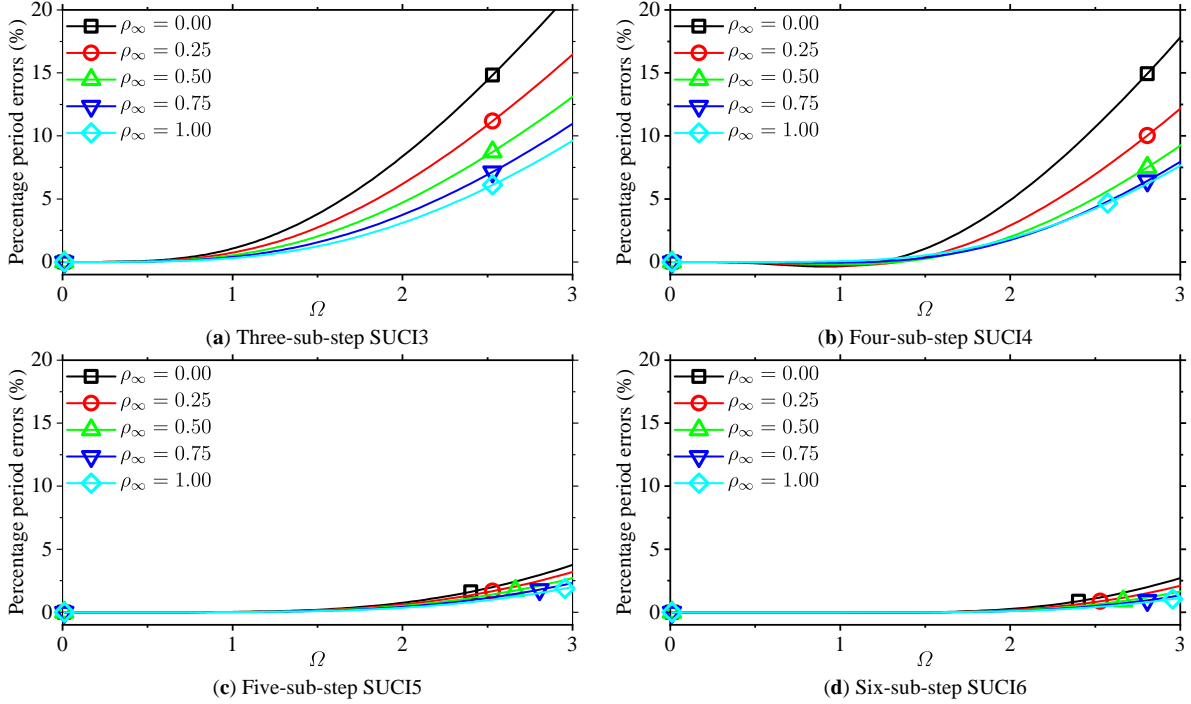 Percentage period errors (%)
20
15
10
5
0
ρ∞ = 0.00
ρ∞ = 0.25
ρ∞ = 0.50
ρ∞ = 0.75
ρ∞ = 1.00
0 1 2 3
Ω
(a) Three-sub-step SUCI3
Percentage period errors (%)
20
15
10
5
0
ρ∞ = 0.00
ρ∞ = 0.25
ρ∞ = 0.50
ρ∞ = 0.75
ρ∞ = 1.00
0 1 2 3
Ω
(b) Four-sub-step SUCI4
Percentage period errors (%)
20
15
10
5
0
ρ∞ = 0.00
ρ∞ = 0.25
ρ∞ = 0.50
ρ∞ = 0.75
ρ∞ = 1.00
0 1 2 3
Ω
(c) Five-sub-step SUCI5
Percentage period errors (%)
20
15
10
5
0
ρ∞ = 0.00
ρ∞ = 0.25
ρ∞ = 0.50
ρ∞ = 0.75
ρ∞ = 1.00
0 1 2 3
Ω
(d) Six-sub-step SUCI6